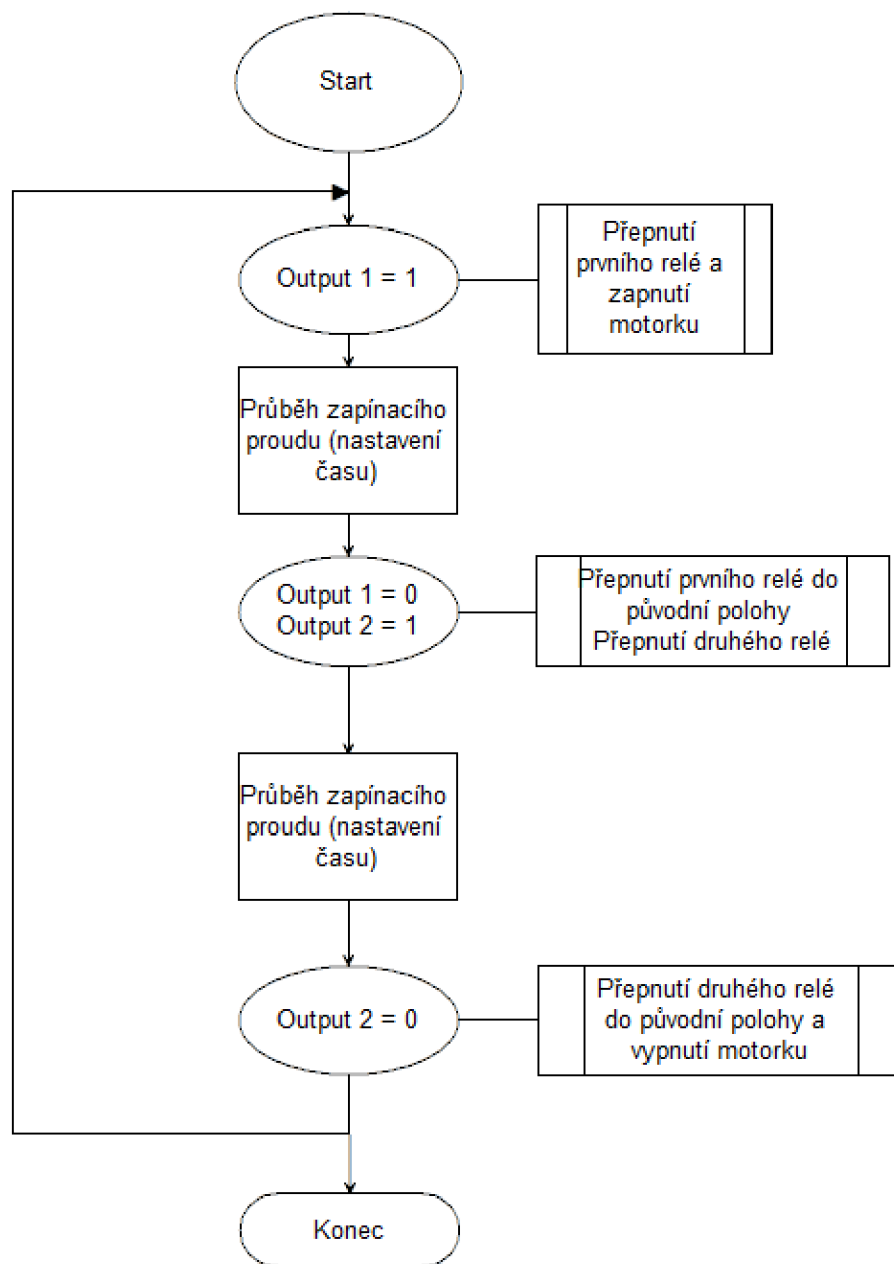 Start
Output 1 = 1
Přepnutí
prvního relé a
zapnutí
motorku
Průběh zapínacího
proudu (nastavení
času)
Output 1 = 0
Output 2 = 1
Přepnutí prvního relé do
původní polohy
Přepnutí druhého relé
Průběh zapínacího
proudu (nastavení
času)
Output 2 = 0
Přepnutí druhého relé
do původní polohy a
vypnutí motorku
Konec